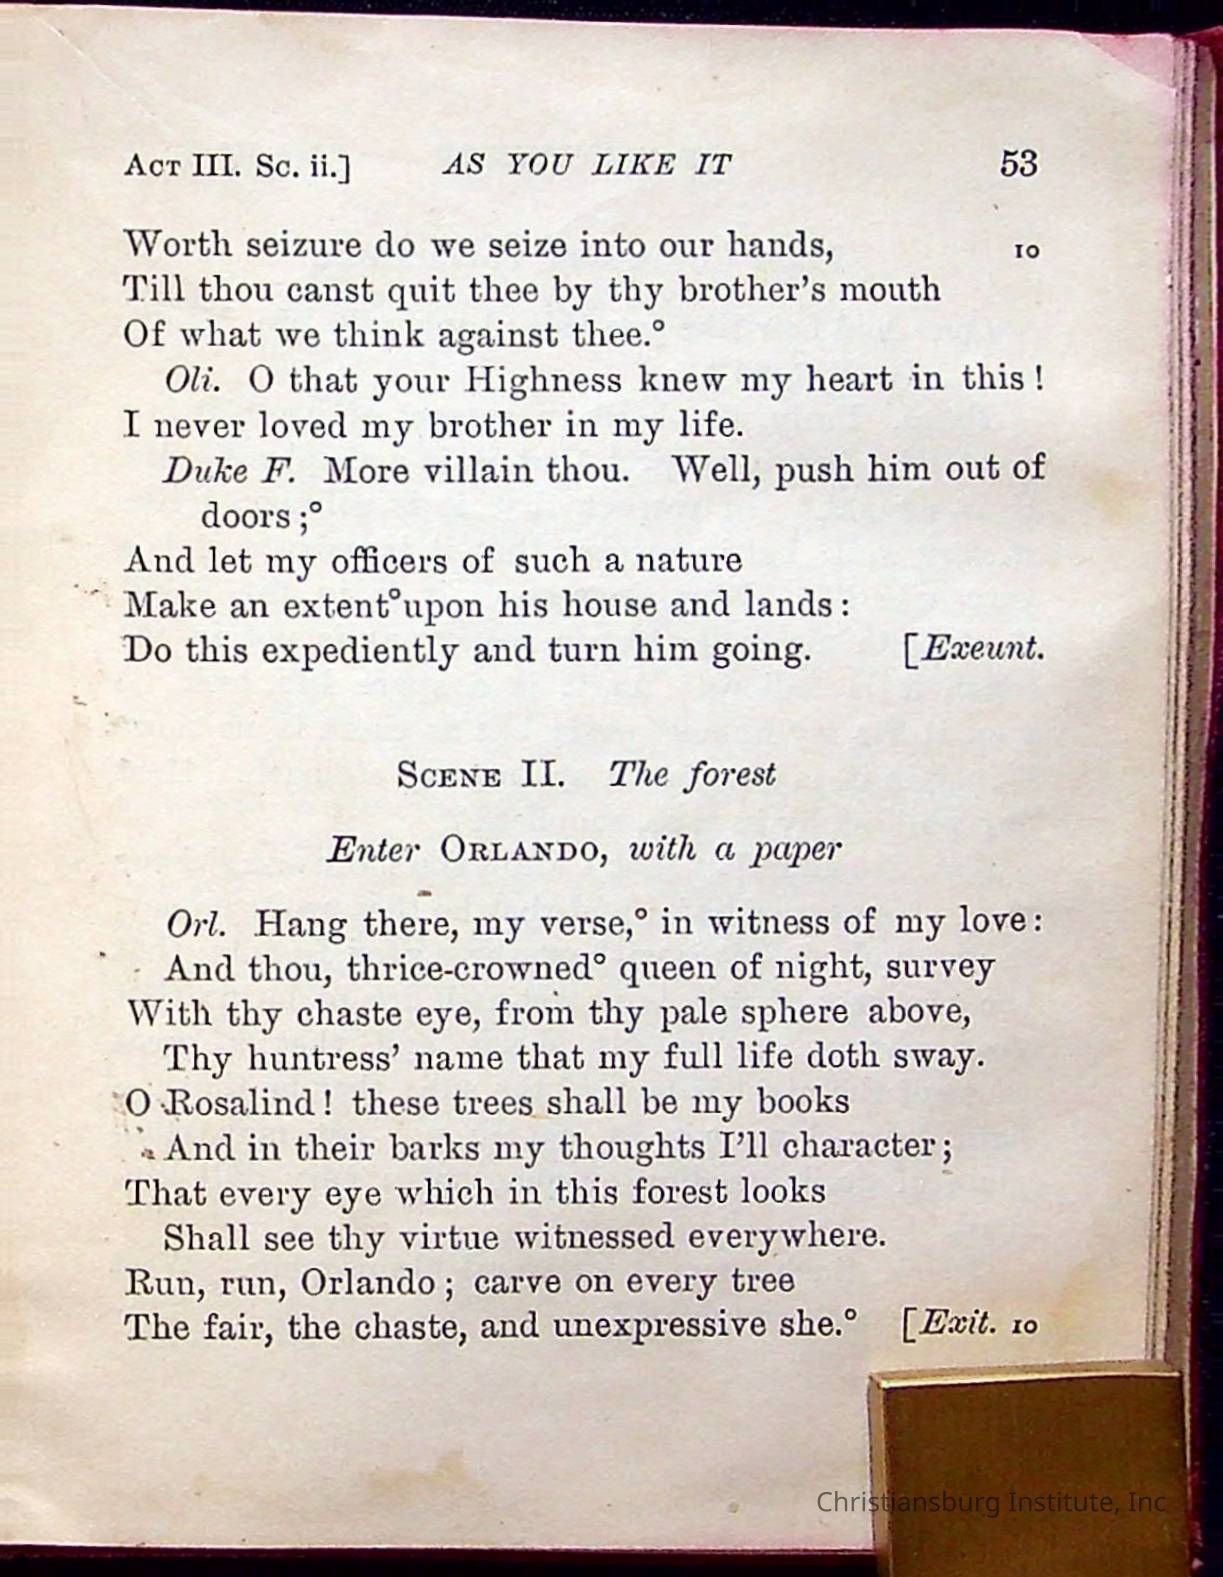 Act III. Sc. ii.] AS YOU LIKE IT 53
Worth seizure do we seize into our hands, 10
Till thou canst quit thee by thy brother's mouth
Of what we think against thee.°
Oli. O that your Highness knew my heart in this!
I never loved my brother in my life.
Duke F. More villain thou. Well, push him out of
doors;°
And let my officers of such a nature
Make an extent°upon his house and lands:
Do this expediently and turn him going. [Exeunt.
Scene II. The forest
Enter Orlando, with a paper
Orl. Hang there, my verse,° in witness of my love:
And thou, thrice-crowned° queen of night, survey
With thy chaste eye, from thy pale sphere above,
Thy huntress' name that my full life doth sway.
O Rosalind! these trees shall be my books
And in their barks my thoughts I'll character;
That every eye which in this forest looks
Shall see thy virtue witnessed everywhere.
Run, run, Orlando; carve on every tree
The fair, the chaste, and unexpressive she.° [Exit. 10
Christiansburg Institute, Inc